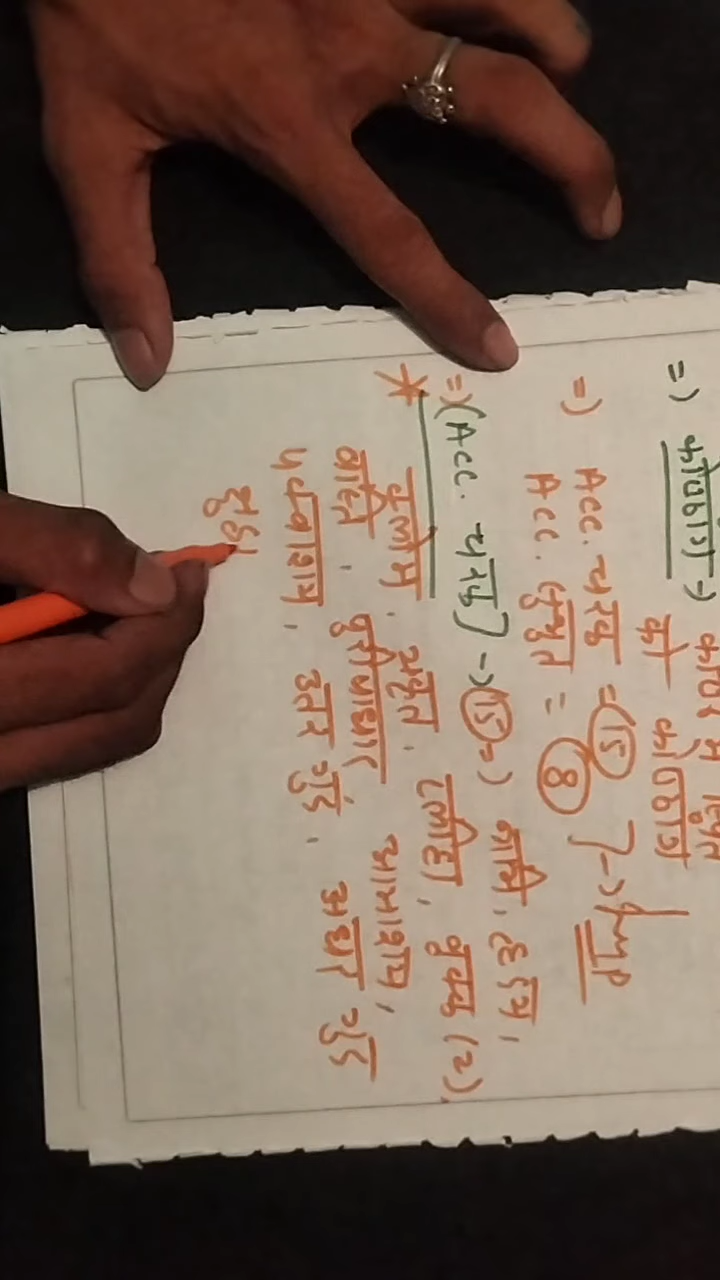 =) कोष्ठांग -) कोष्ठ में स्थित
को कोष्ठांग
=) Acc. चरक = 15
Acc. सुश्रुत = 8 } -) Imp
=) (Acc. चरक) -) 15 =) नाभि, हृदय,
* क्लोम, यकृत, प्लीहा, वृक्क (2),
बस्ति, पुरीषाधार, आमाशय,
पक्वाशय, उत्तर गुद, अधर गुद